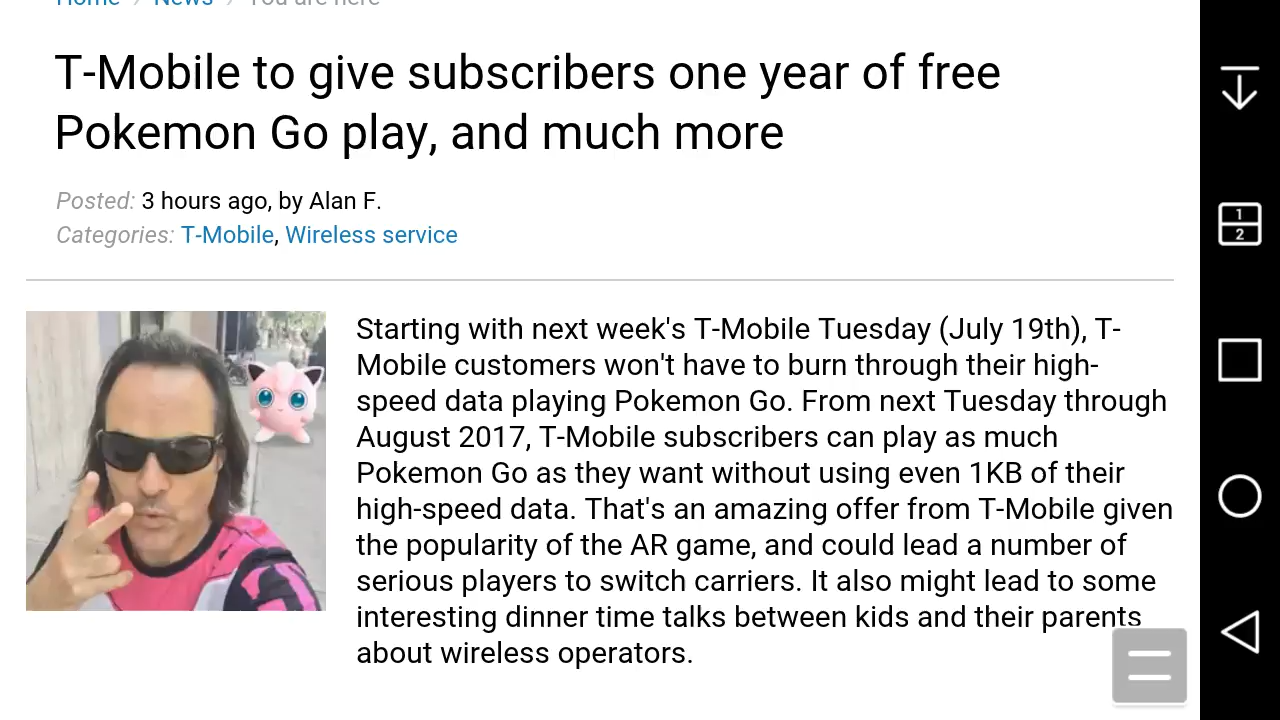 Home News You are here
T-Mobile to give subscribers one year of free
Pokemon Go play, and much more
Posted: 3 hours ago, by Alan F.
Categories: T-Mobile, Wireless service
Starting with next week's T-Mobile Tuesday (July 19th), T-
Mobile customers won't have to burn through their high-
speed data playing Pokemon Go. From next Tuesday through
August 2017, T-Mobile subscribers can play as much
Pokemon Go as they want without using even 1KB of their
high-speed data. That's an amazing offer from T-Mobile given
the popularity of the AR game, and could lead a number of
serious players to switch carriers. It also might lead to some
interesting dinner time talks between kids and their parents
about wireless operators.
1
2